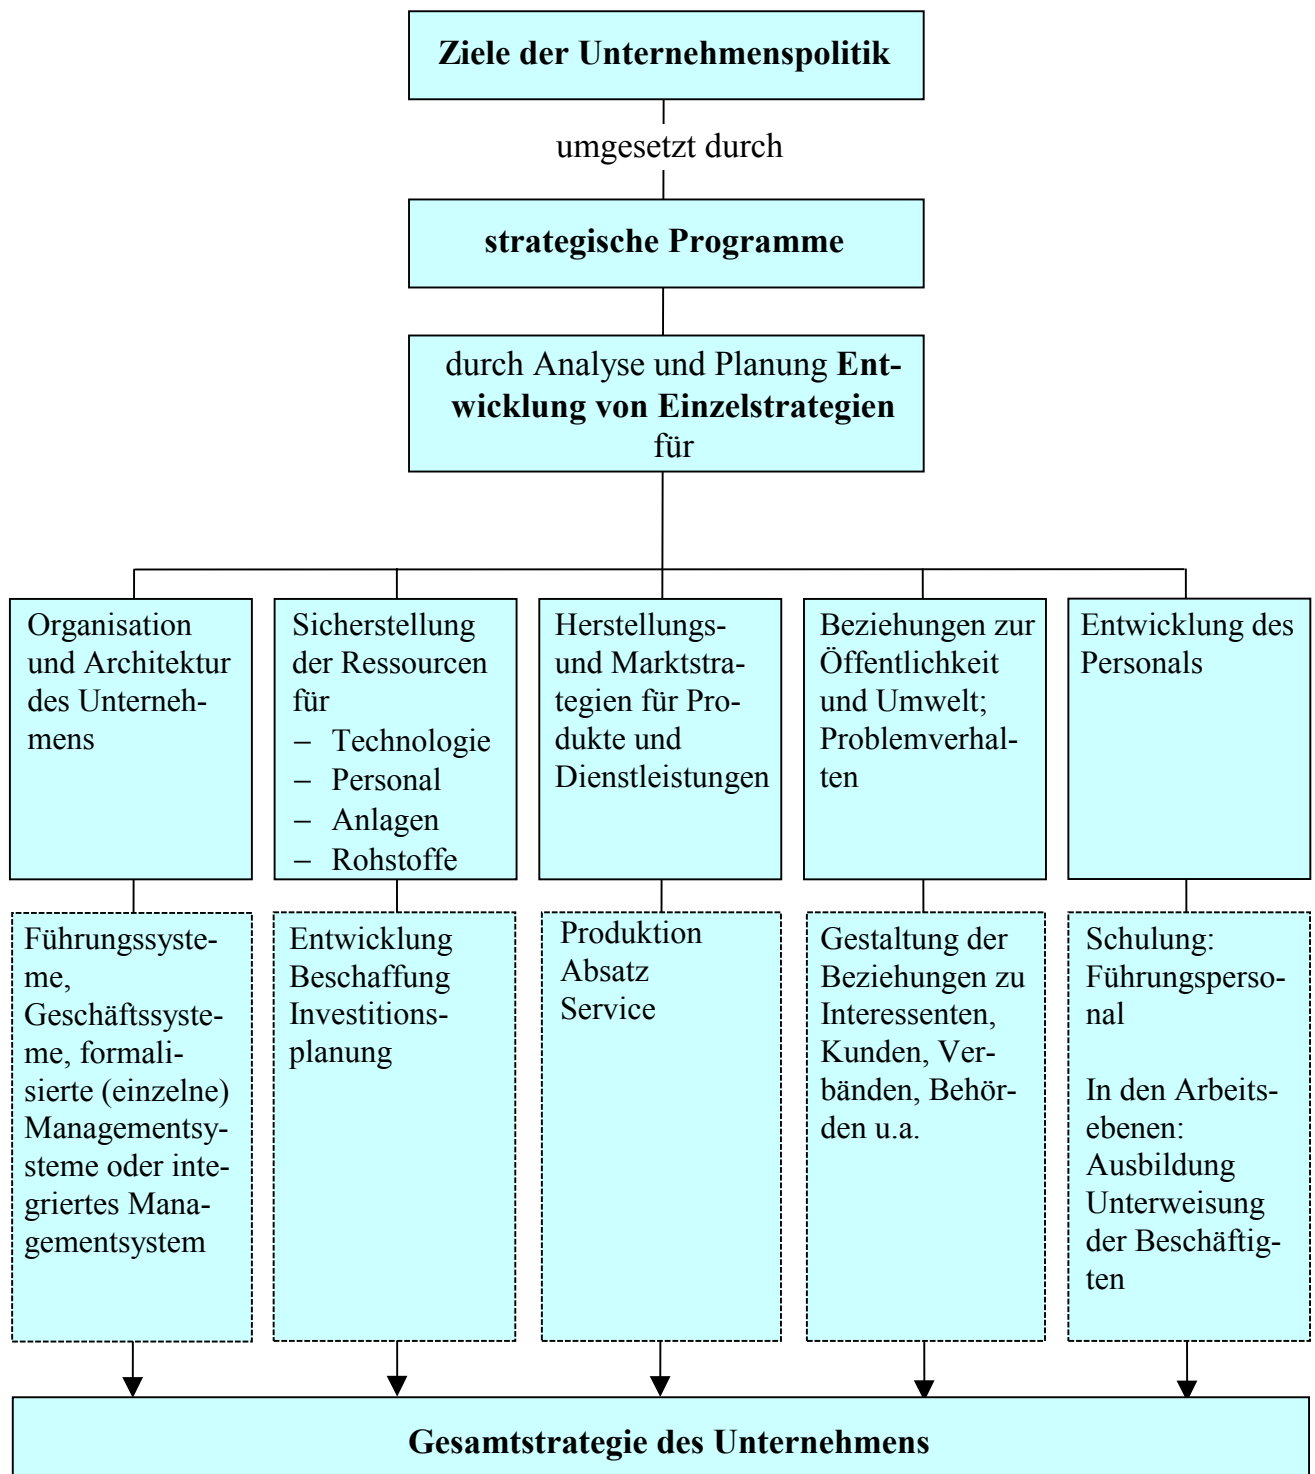 Ziele der Unternehmenspolitik
umgesetzt durch
strategische Programme
durch Analyse und Planung Ent-
wicklung von Einzelstrategien
für
Organisation
und Architektur
des Unterneh-
mens
Sicherstellung
der Ressourcen
für
– Technologie
– Personal
– Anlagen
– Rohstoffe
Herstellungs-
und Marktstra-
tegien für Pro-
dukte und
Dienstleistungen
Beziehungen zur
Öffentlichkeit
und Umwelt;
Problemverhal-
ten
Entwicklung des
Personals
Führungssyste-
me,
Geschäftssyste-
me, formali-
sierte (einzelne)
Managementsy-
steme oder inte-
griertes Mana-
gementsystem
Entwicklung
Beschaffung
Investitions-
planung
Produktion
Absatz
Service
Gestaltung der
Beziehungen zu
Interessenten,
Kunden, Ver-
bänden, Behör-
den u.a.
Schulung:
Führungsperso-
nal
In den Arbeits-
ebenen:
Ausbildung
Unterweisung
der Beschäftig-
ten
Gesamtstrategie des Unternehmens